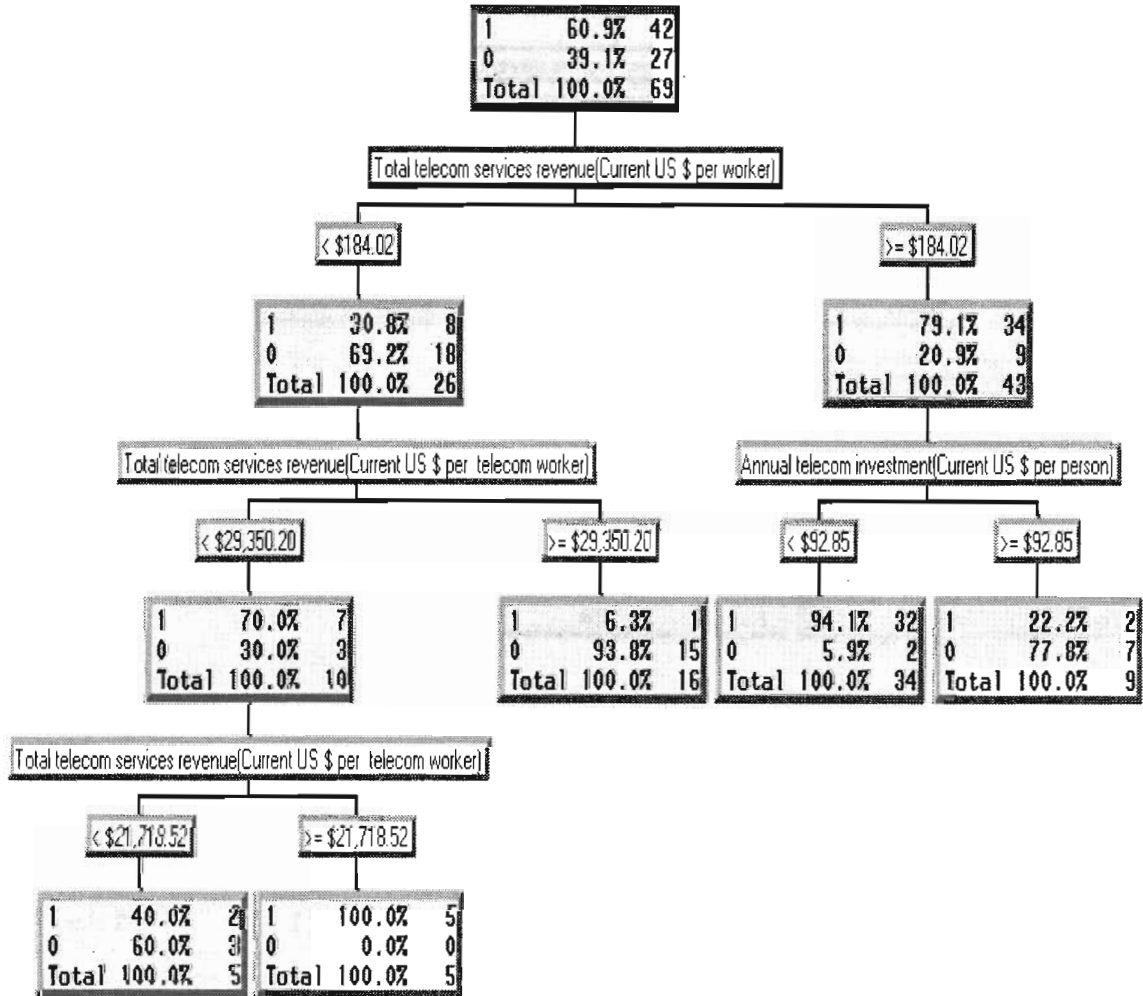 1 60.9% 42
0 39.1% 27
Total 100.0% 69
Total telecom services revenue(Current US $ per worker)
< $184.02
>= $184.02
1 30.8% 8
0 69.2% 18
Total 100.0% 26
1 79.1% 34
0 20.9% 9
Total 100.0% 43
Total telecom services revenue(Current US $ per telecom worker)
Annual telecom investment(Current US $ per person)
< $29,350.20
>= $29,350.20
< $92.85
>= $92.85
1 70.0% 7
0 30.0% 3
Total 100.0% 10
1 6.3% 1
0 93.8% 15
Total 100.0% 16
1 94.1% 32
0 5.9% 2
Total 100.0% 34
1 22.2% 2
0 77.8% 7
Total 100.0% 9
Total telecom services revenue(Current US $ per telecom worker)
< $21,718.52
>= $21,718.52
1 40.0% 2
0 60.0% 3
Total 100.0% 5
1 100.0% 5
0 0.0% 0
Total 100.0% 5